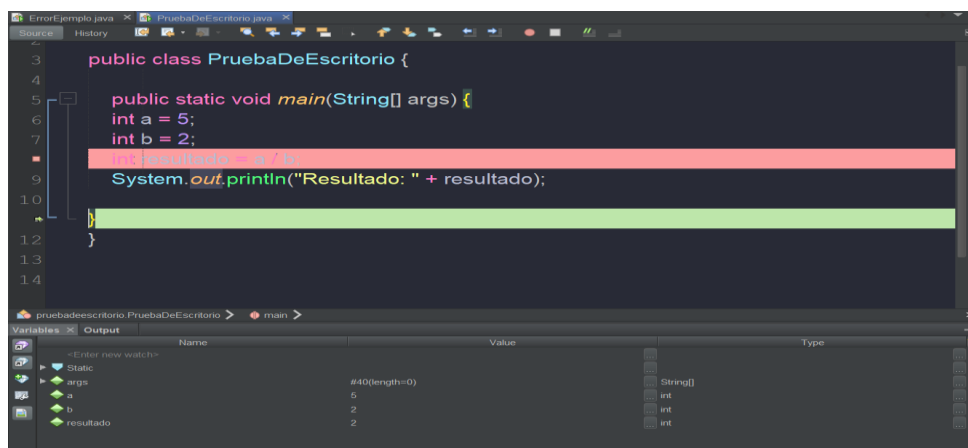 ErrorEjemplo.java × PruebaDeEscritorio.java ×
Source History
2
3 public class PruebaDeEscritorio {
4
5 public static void main(String[] args) {
6 int a = 5;
7 int b = 2;
int resultado = a / b;
9 System.out.println("Resultado: " + resultado);
10
}
12 }
13
14
pruebadeescritorio.PruebaDeEscritorio > main >
Variables × Output
Name Value Type
<Enter new watch>
Static
args #40(length=0) String[]
a 5 int
b 2 int
resultado 2 int